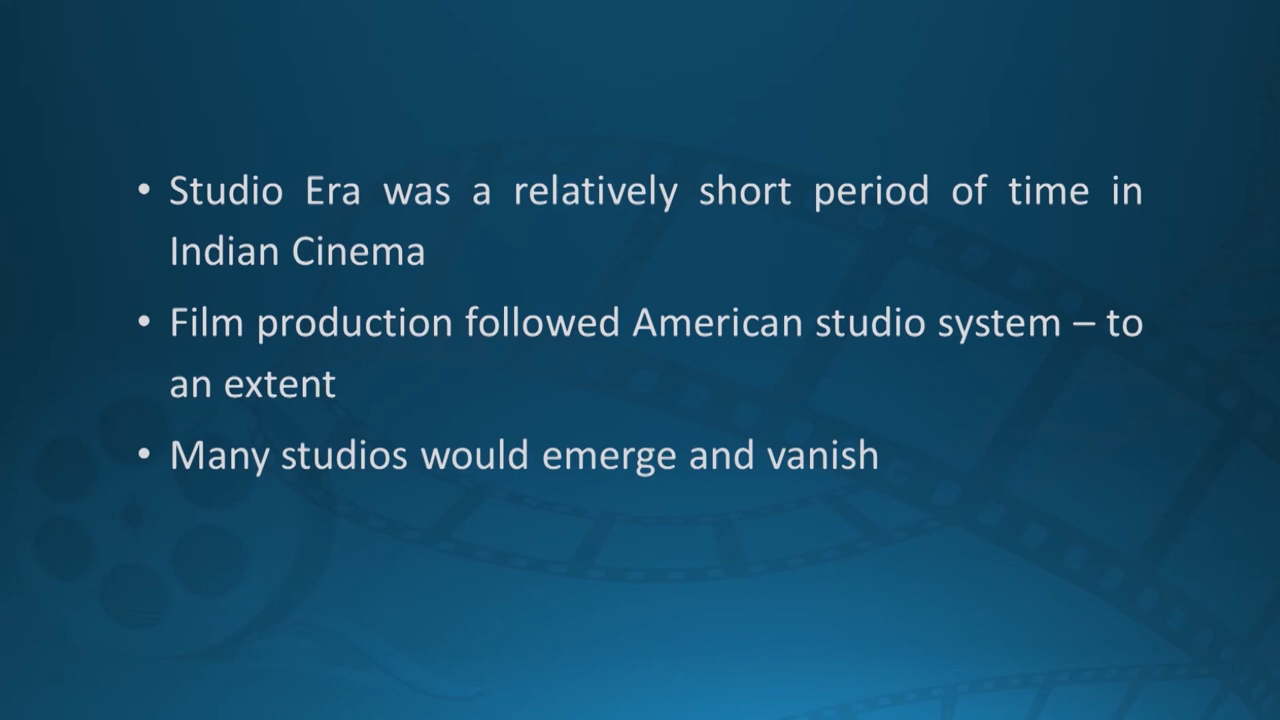 • Studio Era was a relatively short period of time in
Indian Cinema
• Film production followed American studio system – to
an extent
• Many studios would emerge and vanish